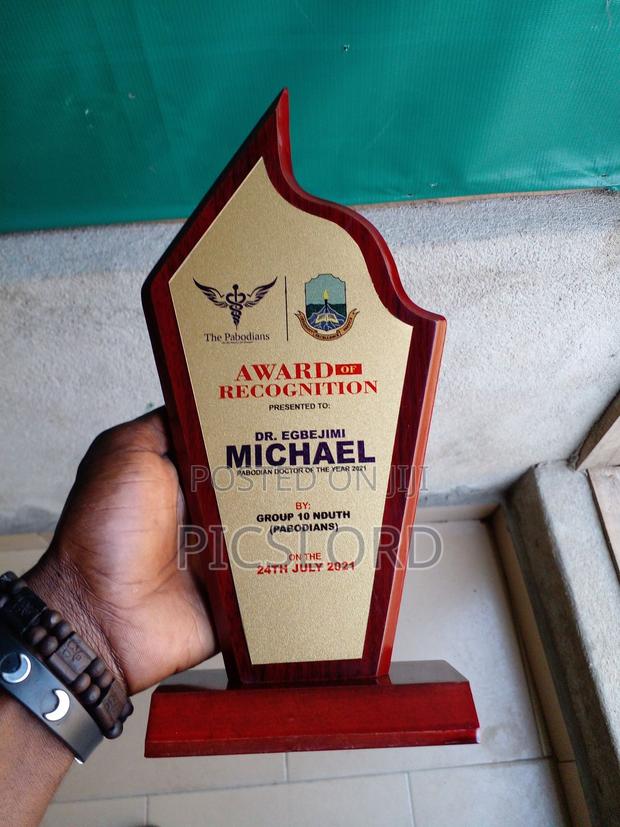 The Pabodians
AWARD OF
RECOGNITION
PRESENTED TO:
DR. EGBEJIMI
MICHAEL
PABODIAN DOCTOR OF THE YEAR 2021
POSTED ON JIJI
BY:
GROUP 10 NDUTH
(PABODIANS)
PICSLORD
ON THE
24TH JULY 2021